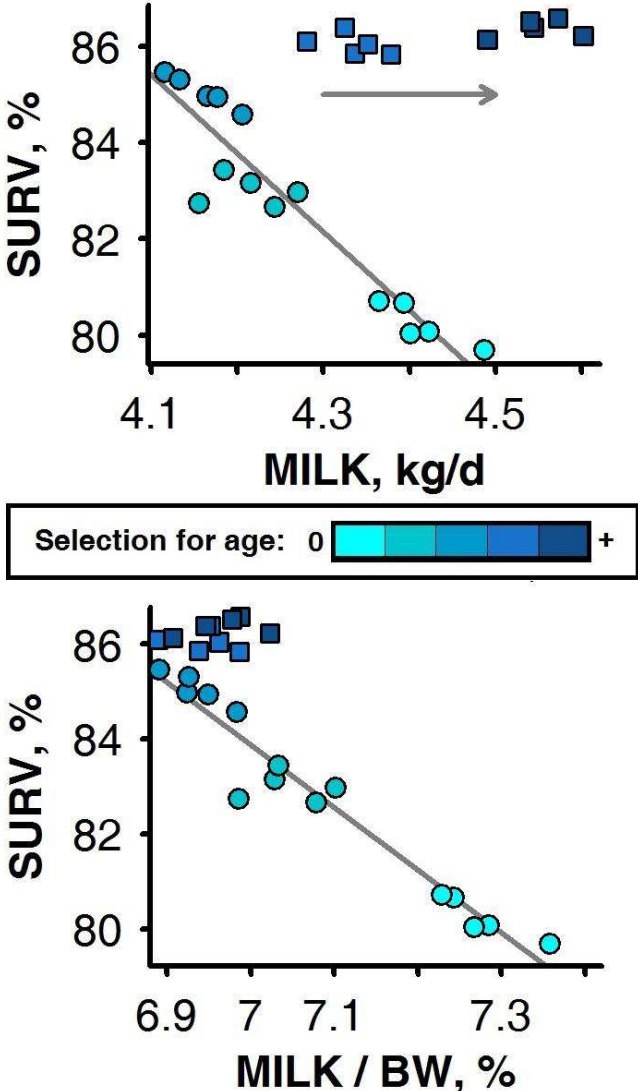 SURV, %
86
84
82
80
4.1 4.3 4.5
MILK, kg/d
Selection for age: 0 +
SURV, %
86
84
82
80
6.9 7 7.1 7.3
MILK / BW, %